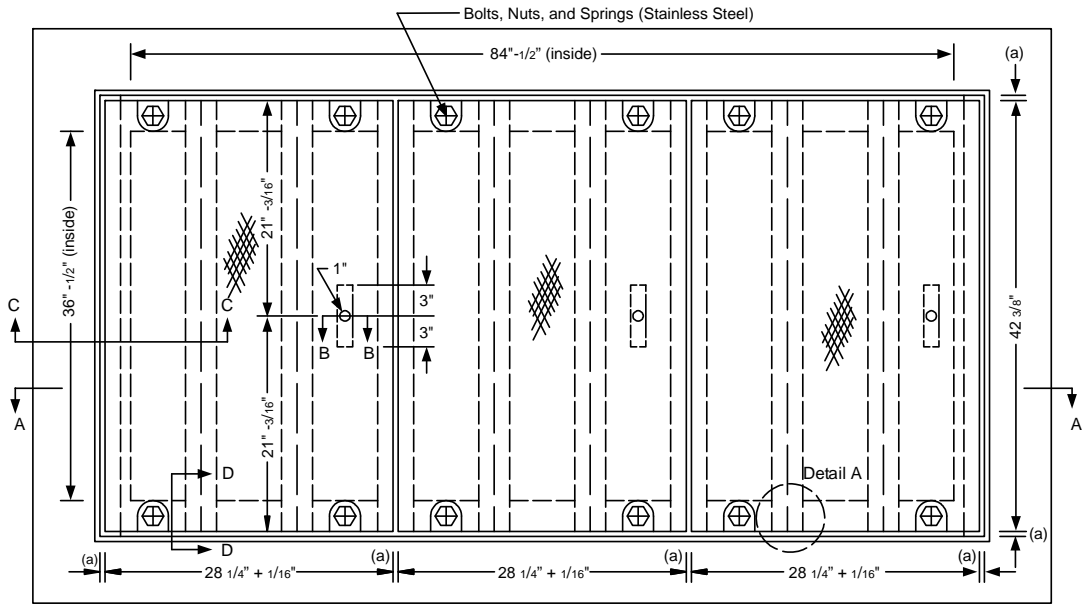 Bolts, Nuts, and Springs (Stainless Steel)
84"-1/2" (inside)
(a)
21" -3/16"
36" -1/2" (inside)
1"
C
C
3"
3"
B
B
42 3/8"
A
A
21" -3/16"
D
Detail A
D
(a)
(a)
(a)
(a)
(a)
28 1/4" + 1/16"
28 1/4" + 1/16"
28 1/4" + 1/16"